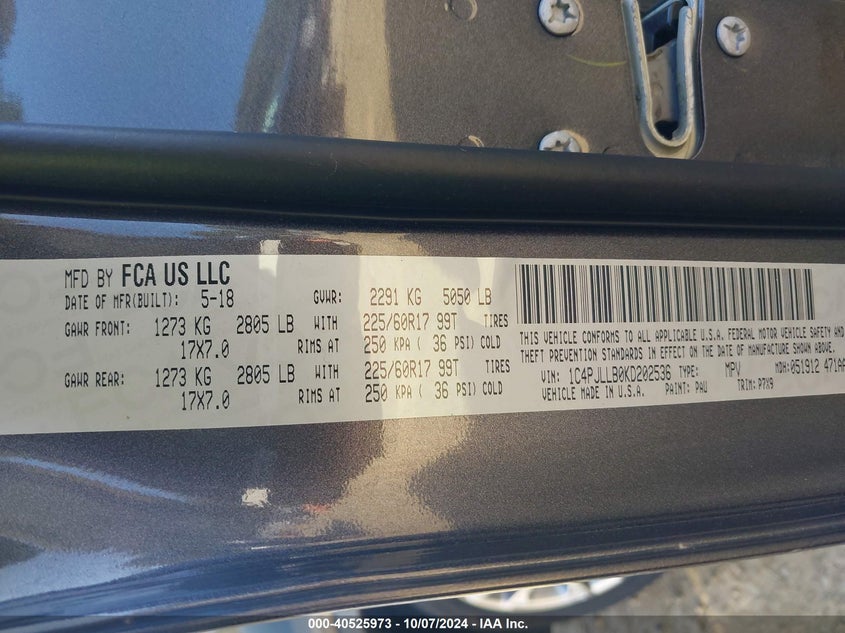 MFD BY FCA US LLC
DATE OF MFR(BUILT): 5-18 GVWR: 2291 KG 5050 LB
GAWR FRONT: 1273 KG 2805 LB WITH 225/60R17 99T TIRES
17X7.0 RIMS AT 250 KPA ( 36 PSI) COLD
GAWR REAR: 1273 KG 2805 LB WITH 225/60R17 99T TIRES
17X7.0 RIMS AT 250 KPA ( 36 PSI) COLD
THIS VEHICLE CONFORMS TO ALL APPLICABLE U.S.A. FEDERAL MOTOR VEHICLE SAFETY AND
THEFT PREVENTION STANDARDS IN EFFECT ON THE DATE OF MANUFACTURE SHOWN ABOVE.
VIN: 1C4PJLLB0KD202536 TYPE: MPV MDH: 051912 471AA
VEHICLE MADE IN U.S.A. PAINT: PAU TRIM: P7X9
000-40525973 - 10/07/2024 - IAA Inc.